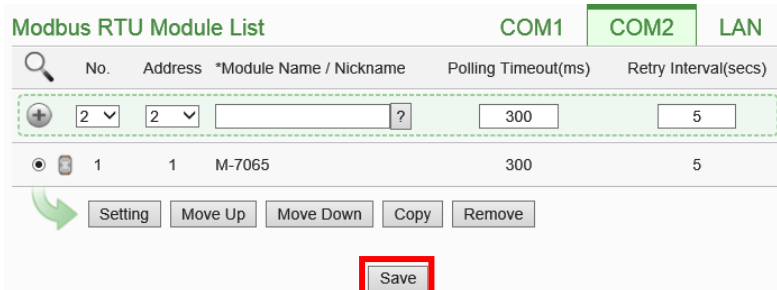 Modbus RTU Module List COM1 COM2 LAN
No. Address *Module Name / Nickname Polling Timeout(ms) Retry Interval(secs)
2 2 ? 300 5
1 1 M-7065 300 5
Setting Move Up Move Down Copy Remove
Save